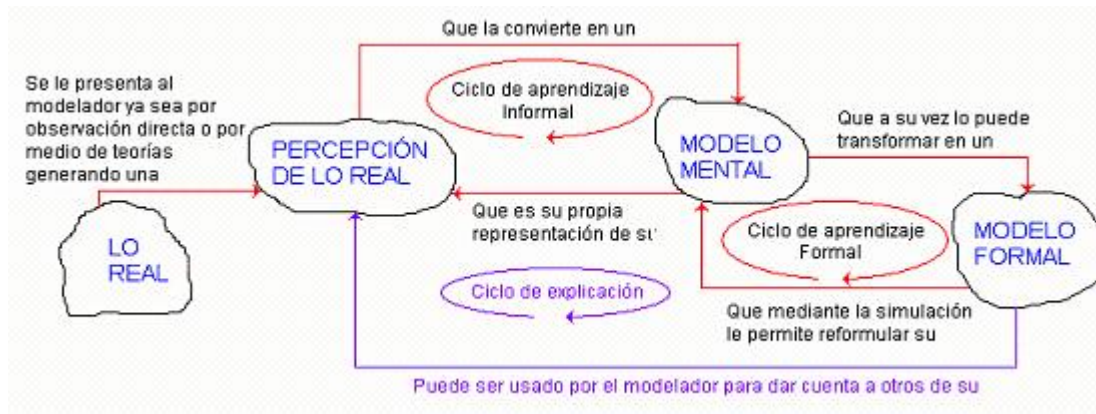 Que la convierte en un
Se le presenta al
modelador ya sea por
observación directa o por
medio de teorías
generando una
Ciclo de aprendizaje
Informal
PERCEPCIÓN
DE LO REAL
MODELO
MENTAL
Que a su vez lo puede
transformar en un
LO
REAL
Que es su propia
representación de su
Ciclo de aprendizaje
Formal
MODELO
FORMAL
Ciclo de explicación
Que mediante la simulación
le permite reformular su
Puede ser usado por el modelador para dar cuenta a otros de su